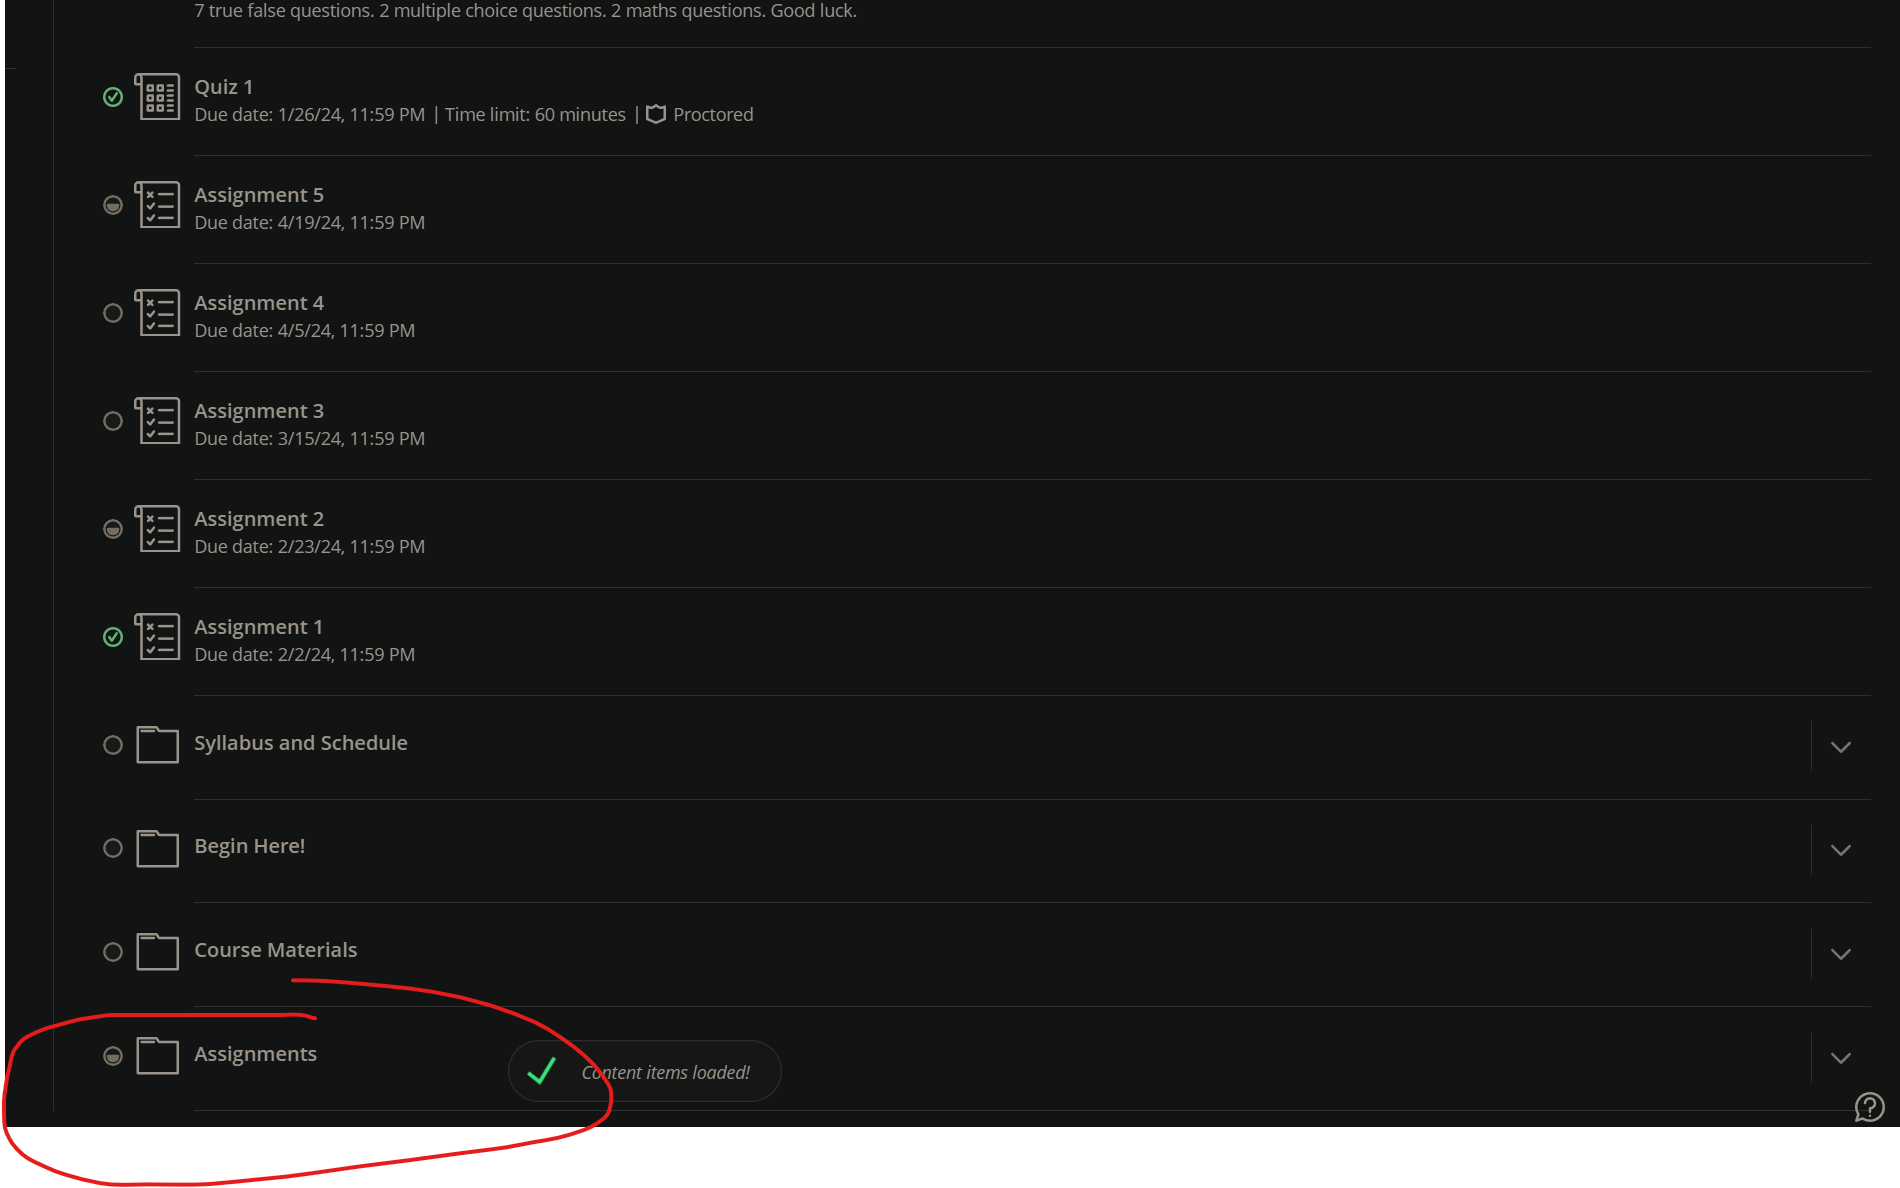 7 true false questions. 2 multiple choice questions. 2 maths questions. Good luck.
Quiz 1
Due date: 1/26/24, 11:59 PM | Time limit: 60 minutes | Proctored
Assignment 5
Due date: 4/19/24, 11:59 PM
Assignment 4
Due date: 4/5/24, 11:59 PM
Assignment 3
Due date: 3/15/24, 11:59 PM
Assignment 2
Due date: 2/23/24, 11:59 PM
Assignment 1
Due date: 2/2/24, 11:59 PM
Syllabus and Schedule
Begin Here!
Course Materials
Assignments
Content items loaded!